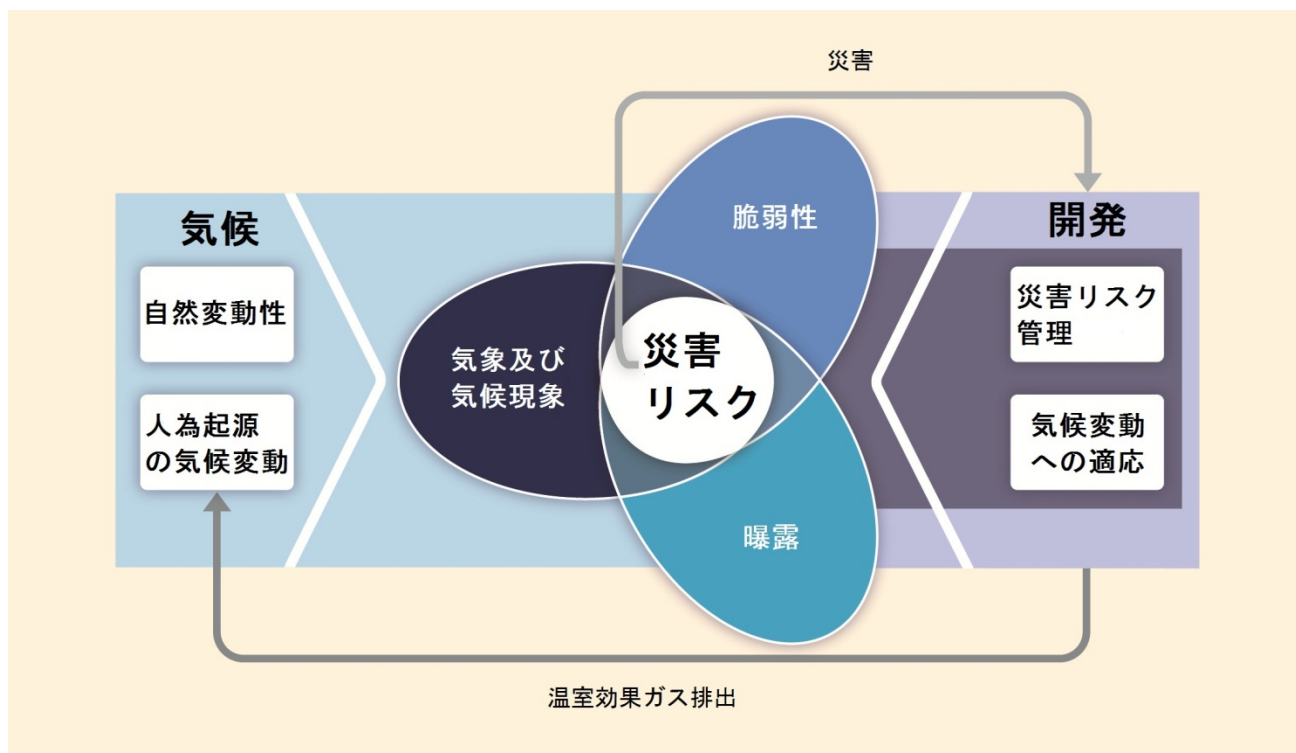 災害
気候
自然変動性
人為起源
の気候変動
気象及び
気候現象
脆弱性
災害
リスク
曝露
開発
災害リスク
管理
気候変動
への適応
温室効果ガス排出